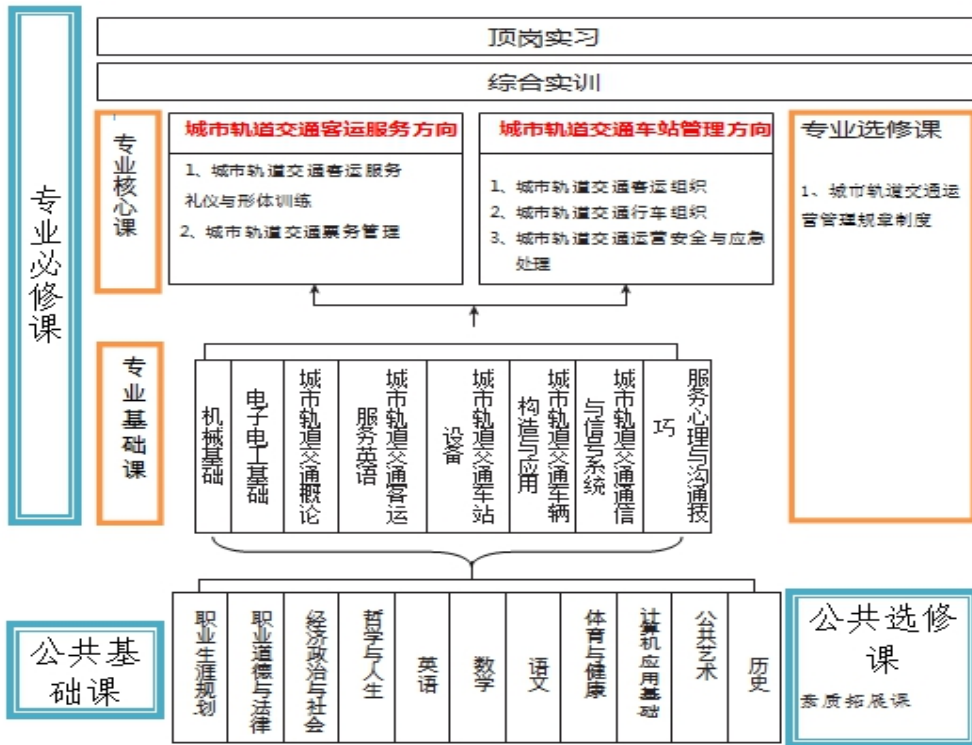 顶岗实习
综合实训
专业必修课
专业核心课
城市轨道交通客运服务方向
1、城市轨道交通客运服务
礼仪与形体训练
2、城市轨道交通票务管理
城市轨道交通车站管理方向
1、城市轨道交通客运组织
2、城市轨道交通行车组织
3、城市轨道交通运营安全与应急
处理
专业选修课
1、城市轨道交通运
营管理规章制度
专业基础课
机械基础
电子电工基础
城市轨道交通概论
城市轨道交通客运
服务英语
城市轨道交通车站
设备
城市轨道交通车辆
构造与应用
城市轨道交通通信
与信号系统
服务心理与沟通技
巧
公共基
础课
职业生涯规划
职业道德与法律
经济政治与社会
哲学与人生
英语
数学
语文
体育与健康
计算机应用基础
公共艺术
历史
公共选修
课
素质拓展课